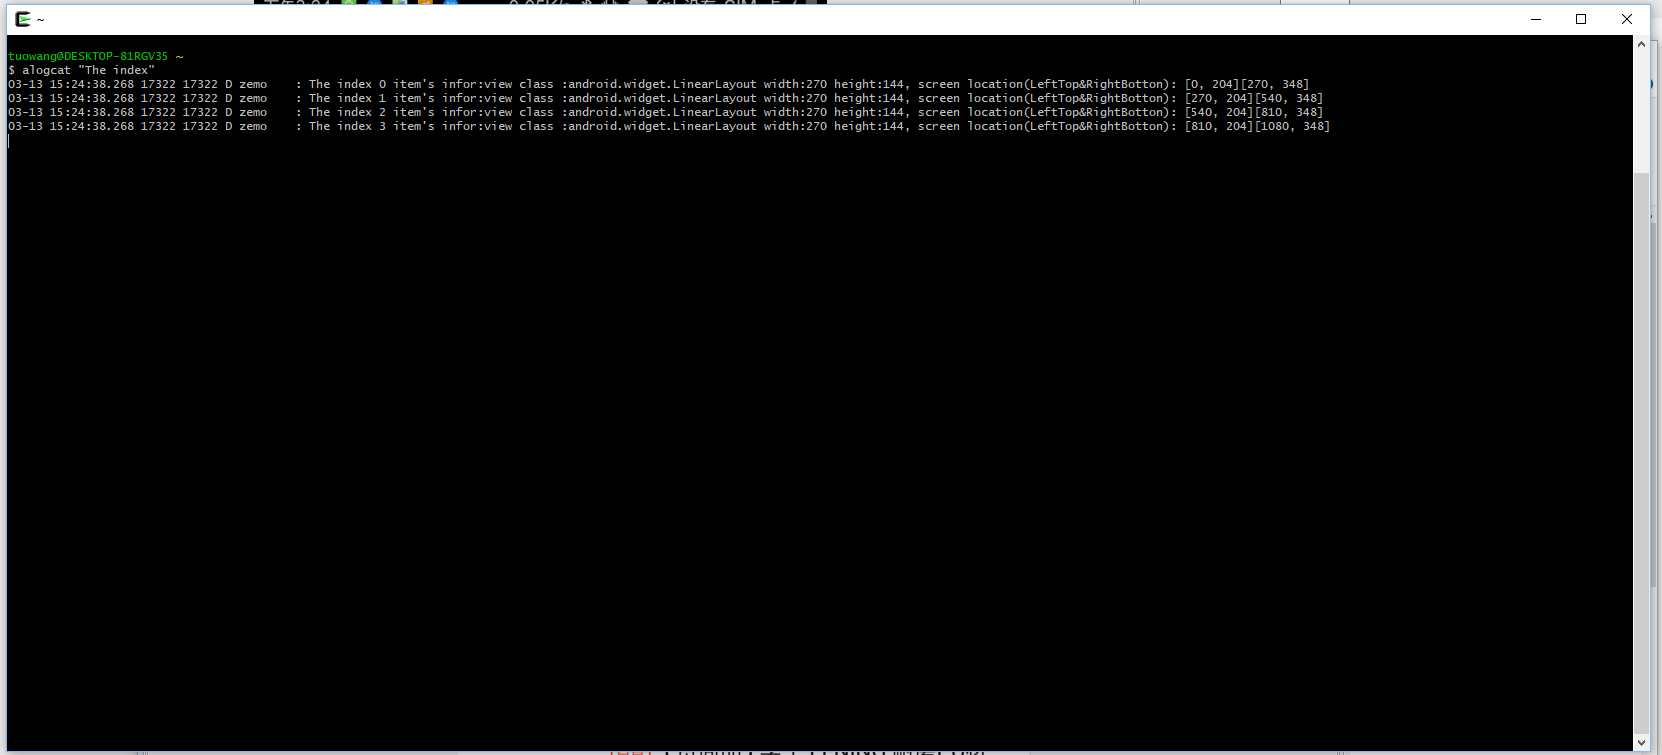 ~
tuowang@DESKTOP-81RGV35 ~
$ alogcat "The index"
03-13 15:24:38.268 17322 17322 D zemo    : The index 0 item's infor:view class :android.widget.LinearLayout width:270 height:144, screen location(LeftTop&RightBotton): [0, 204][270, 348]
03-13 15:24:38.268 17322 17322 D zemo    : The index 1 item's infor:view class :android.widget.LinearLayout width:270 height:144, screen location(LeftTop&RightBotton): [270, 204][540, 348]
03-13 15:24:38.268 17322 17322 D zemo    : The index 2 item's infor:view class :android.widget.LinearLayout width:270 height:144, screen location(LeftTop&RightBotton): [540, 204][810, 348]
03-13 15:24:38.268 17322 17322 D zemo    : The index 3 item's infor:view class :android.widget.LinearLayout width:270 height:144, screen location(LeftTop&RightBotton): [810, 204][1080, 348]